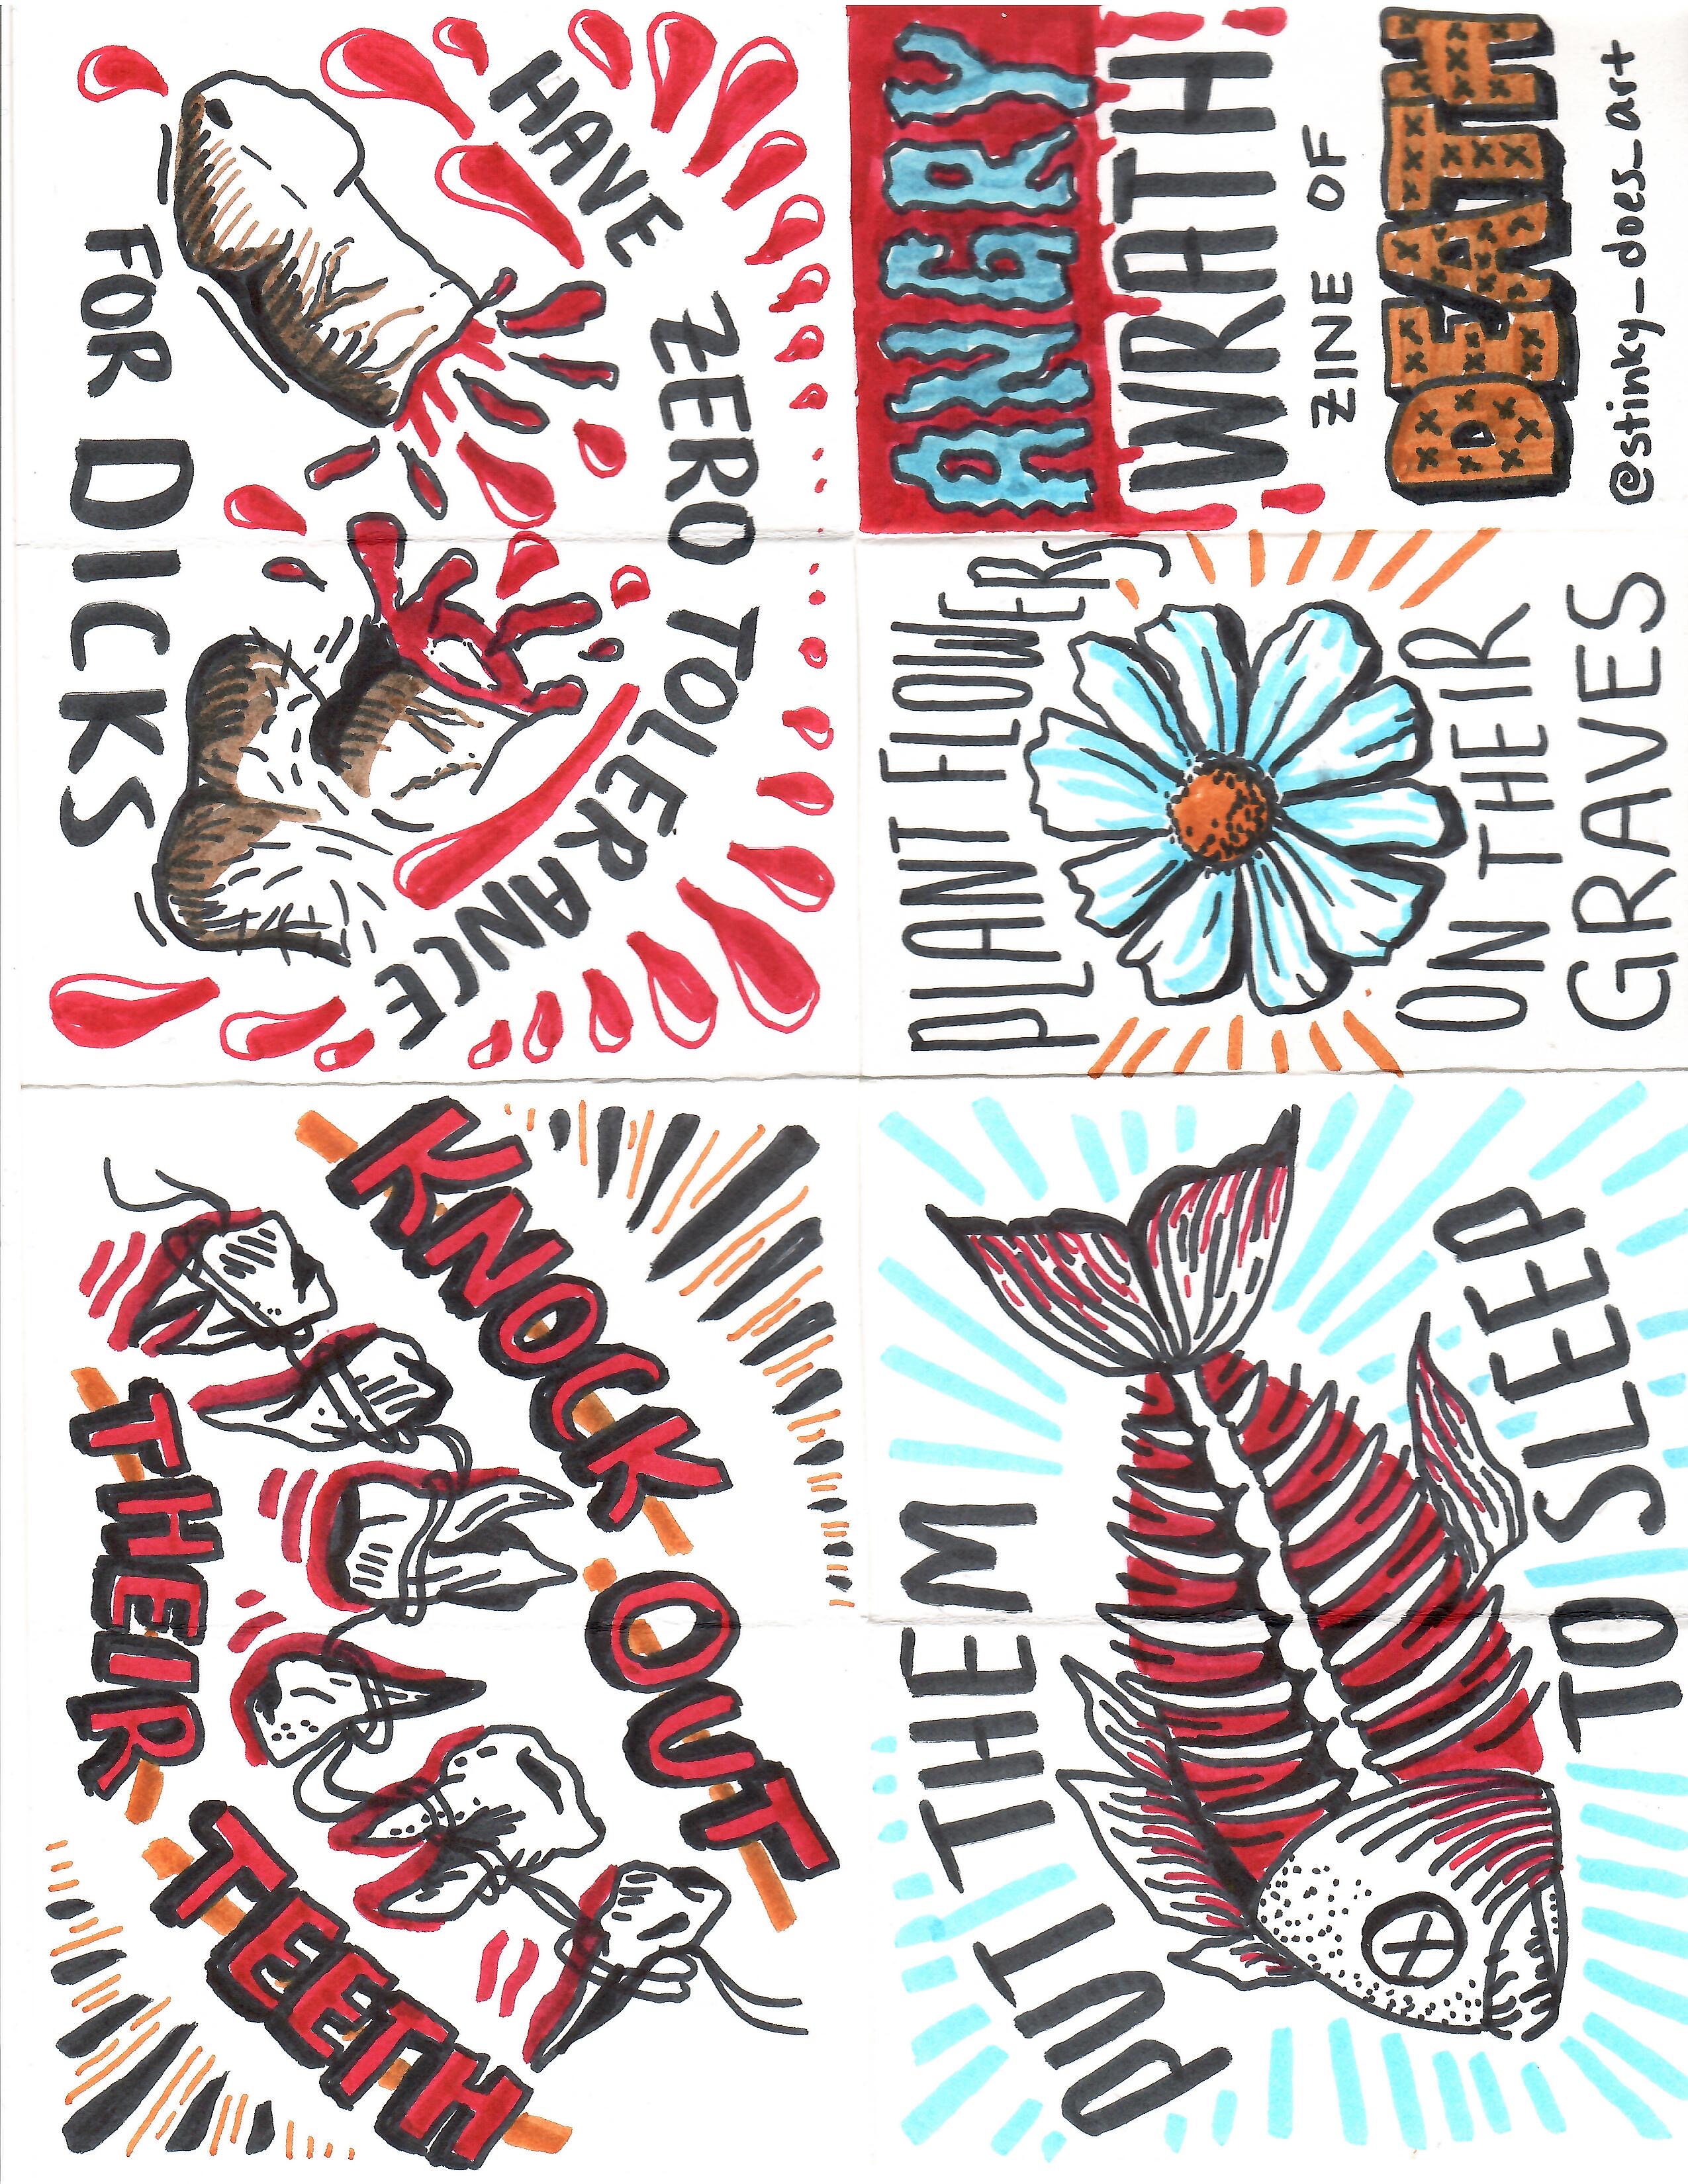 ANGRY
WRATH
ZINE OF
DEATH
@stinky_does_art
PLANT FLOWERS
ON THEIR
GRAVES
PUT THEM
TO SLEEP
HAVE ZERO TOLERANCE
FOR DICKS
KNOCK OUT
THEIR TEETH